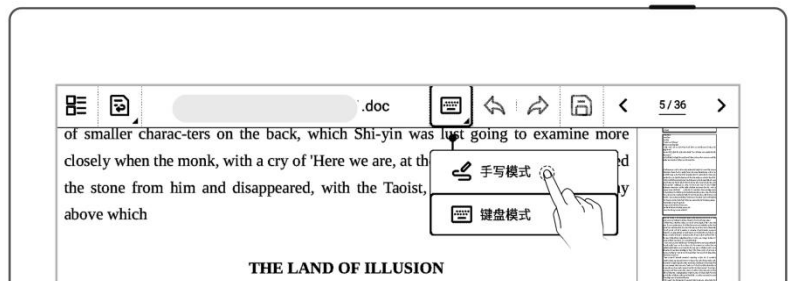 .doc
5 / 36
of smaller charac-ters on the back, which Shi-yin was lust going to examine more
closely when the monk, with a cry of 'Here we are, at th
ed
手写模式
the stone from him and disappeared, with the Taoist,
键盘模式
above which
THE LAND OF ILLUSION